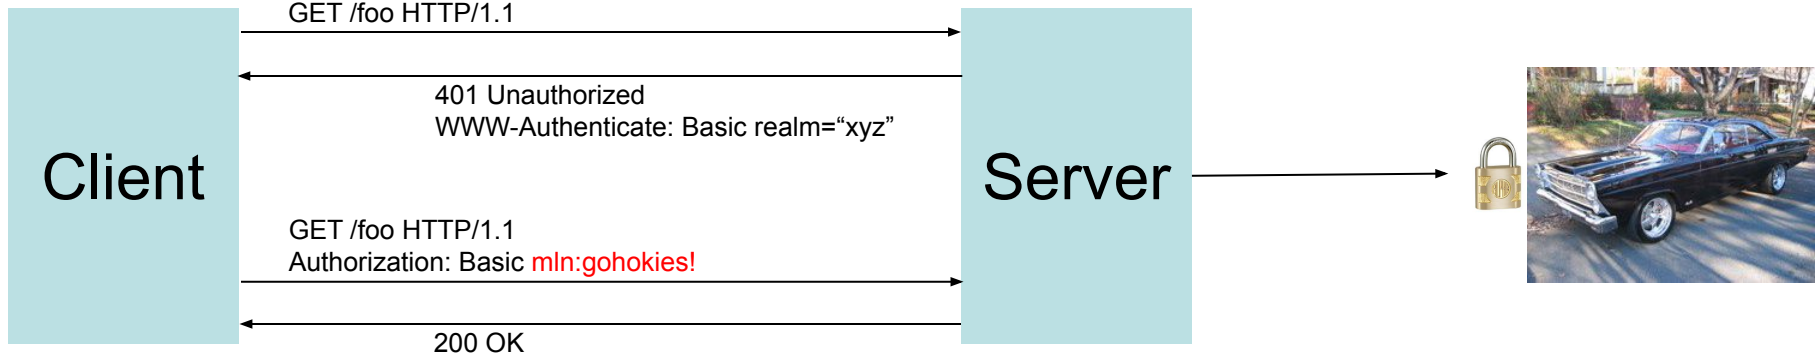 GET /foo HTTP/1.1
401 Unauthorized
WWW-Authenticate: Basic realm=“xyz”
Client
Server
GET /foo HTTP/1.1
Authorization: Basic mln:gohokies!
200 OK